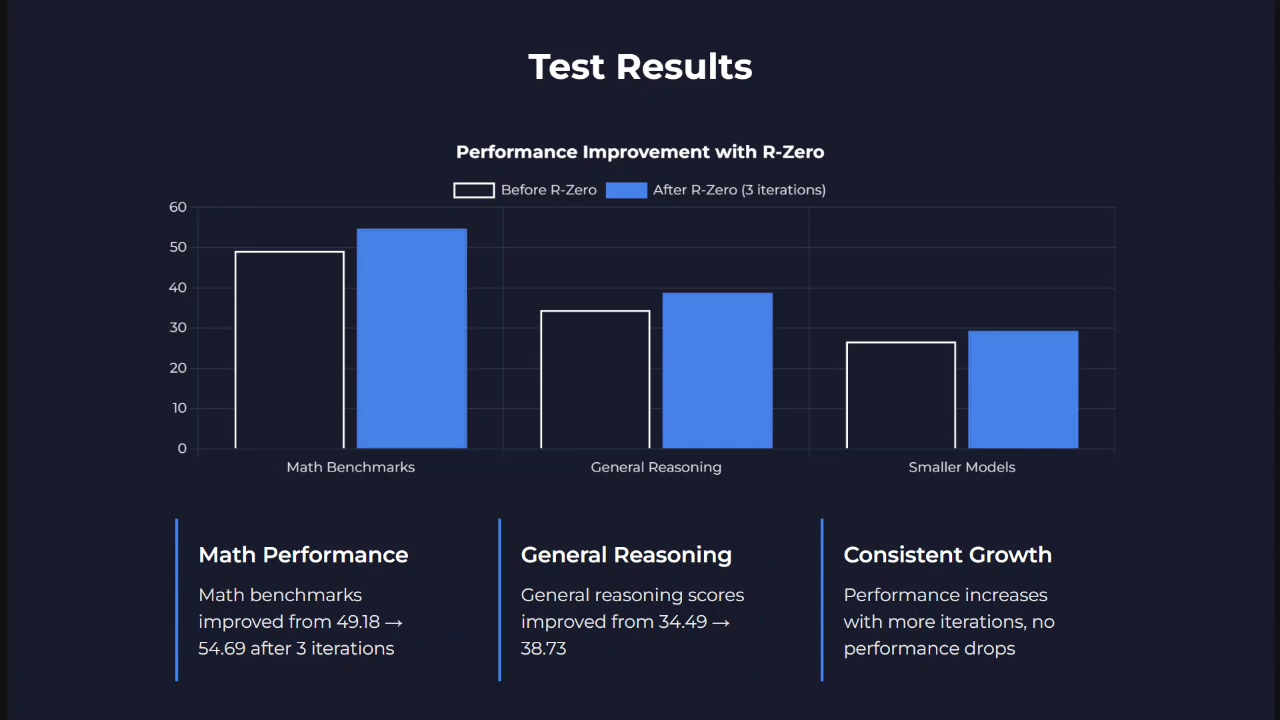 Test Results
Performance Improvement with R-Zero
Before R-Zero After R-Zero (3 iterations)
60
50
40
30
20
10
0
Math Benchmarks General Reasoning Smaller Models
Math Performance
Math benchmarks
improved from 49.18 →
54.69 after 3 iterations
General Reasoning
General reasoning scores
improved from 34.49 →
38.73
Consistent Growth
Performance increases
with more iterations, no
performance drops